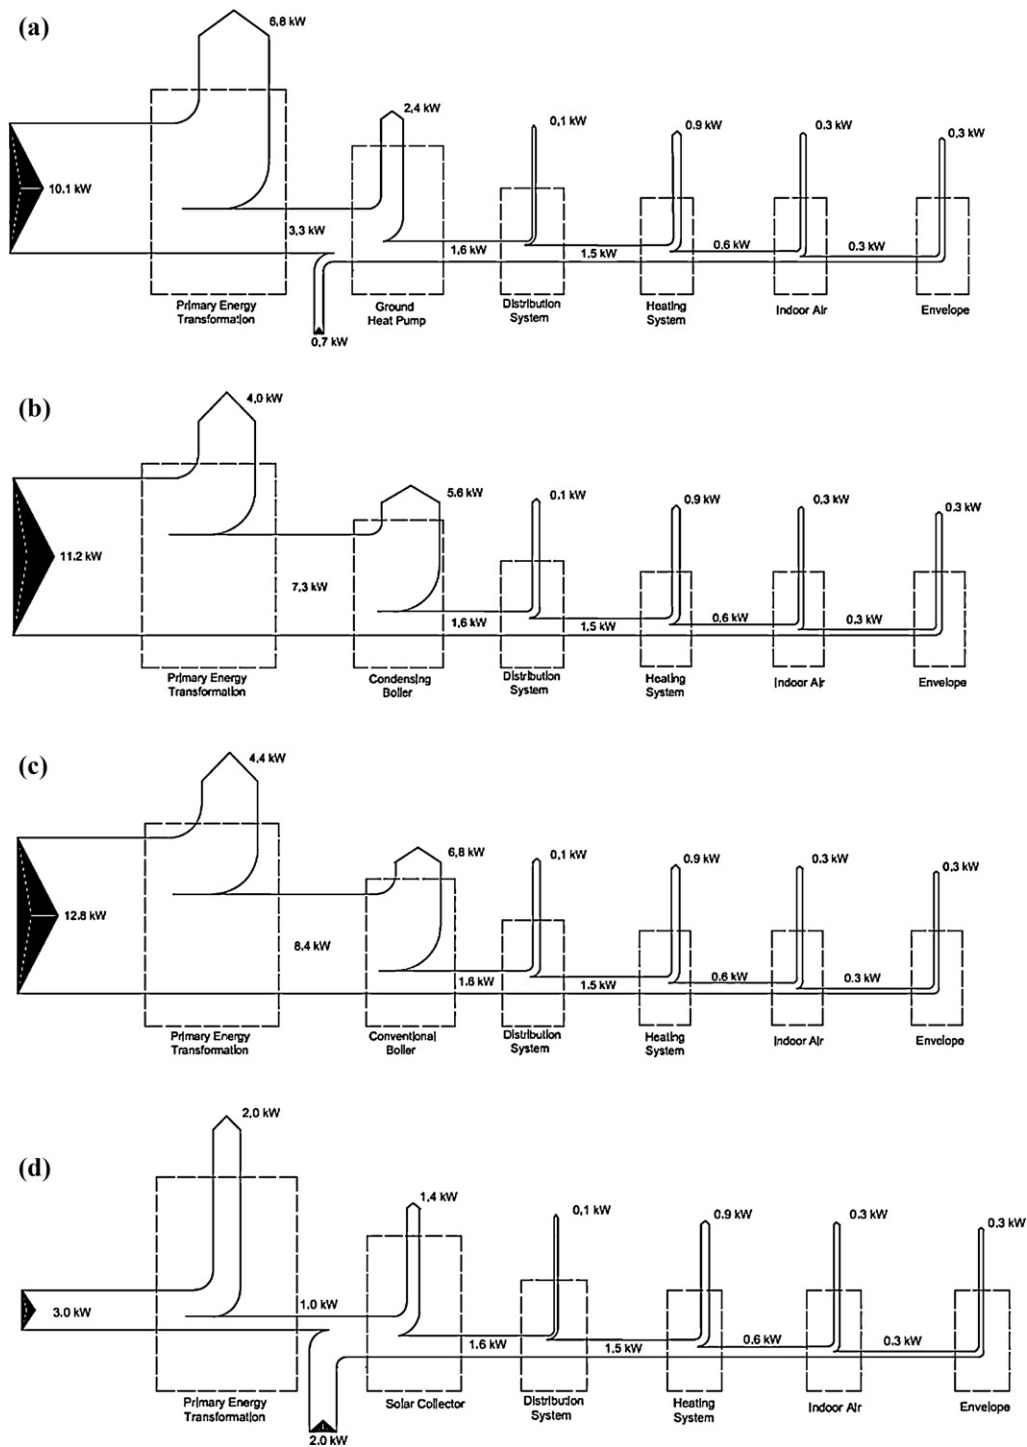 (a)
6,8 kW
2,4 kW
0,1 kW
0.9 kW
0.3 kW
0,3 kW
10.1 kW
3,3 kW
1,6 kW
1.5 kW
0.6 kW
0.3 kW
Primary Energy
Transformation
0,7 kW
Ground
Heat Pump
Distribution
System
Heating
System
Indoor Air
Envelope
(b)
4,0 kW
5.6 kW
0.1 kW
0.9 kW
0.3 kW
0.3 kW
11.2 kW
7,3 kW
1,6 kW
1.5 kW
0.6 kW
0.3 kW
Primary Energy
Transformation
Condensing
Boiler
Distribution
System
Heating
System
Indoor Air
Envelope
(c)
4,4 kW
6,8 kW
0,1 kW
0.9 kW
0.3 kW
0.3 kW
12.8 kW
8.4 kW
1.6 kW
1.5 kW
0.6 kW
0.3 kW
Primary Energy
Transformation
Conventional
Boiler
Distribution
System
Heating
System
Indoor Air
Envelope
(d)
2,0 kW
1,4 kW
0,1 kW
0.9 kW
0.3 kW
0.3 kW
3.0 kW
1.0 kW
1.6 kW
1.5 kW
0.6 kW
0.3 kW
Primary Energy
Transformation
2.0 kW
Solar Collector
Distribution
System
Heating
System
Indoor Air
Envelope